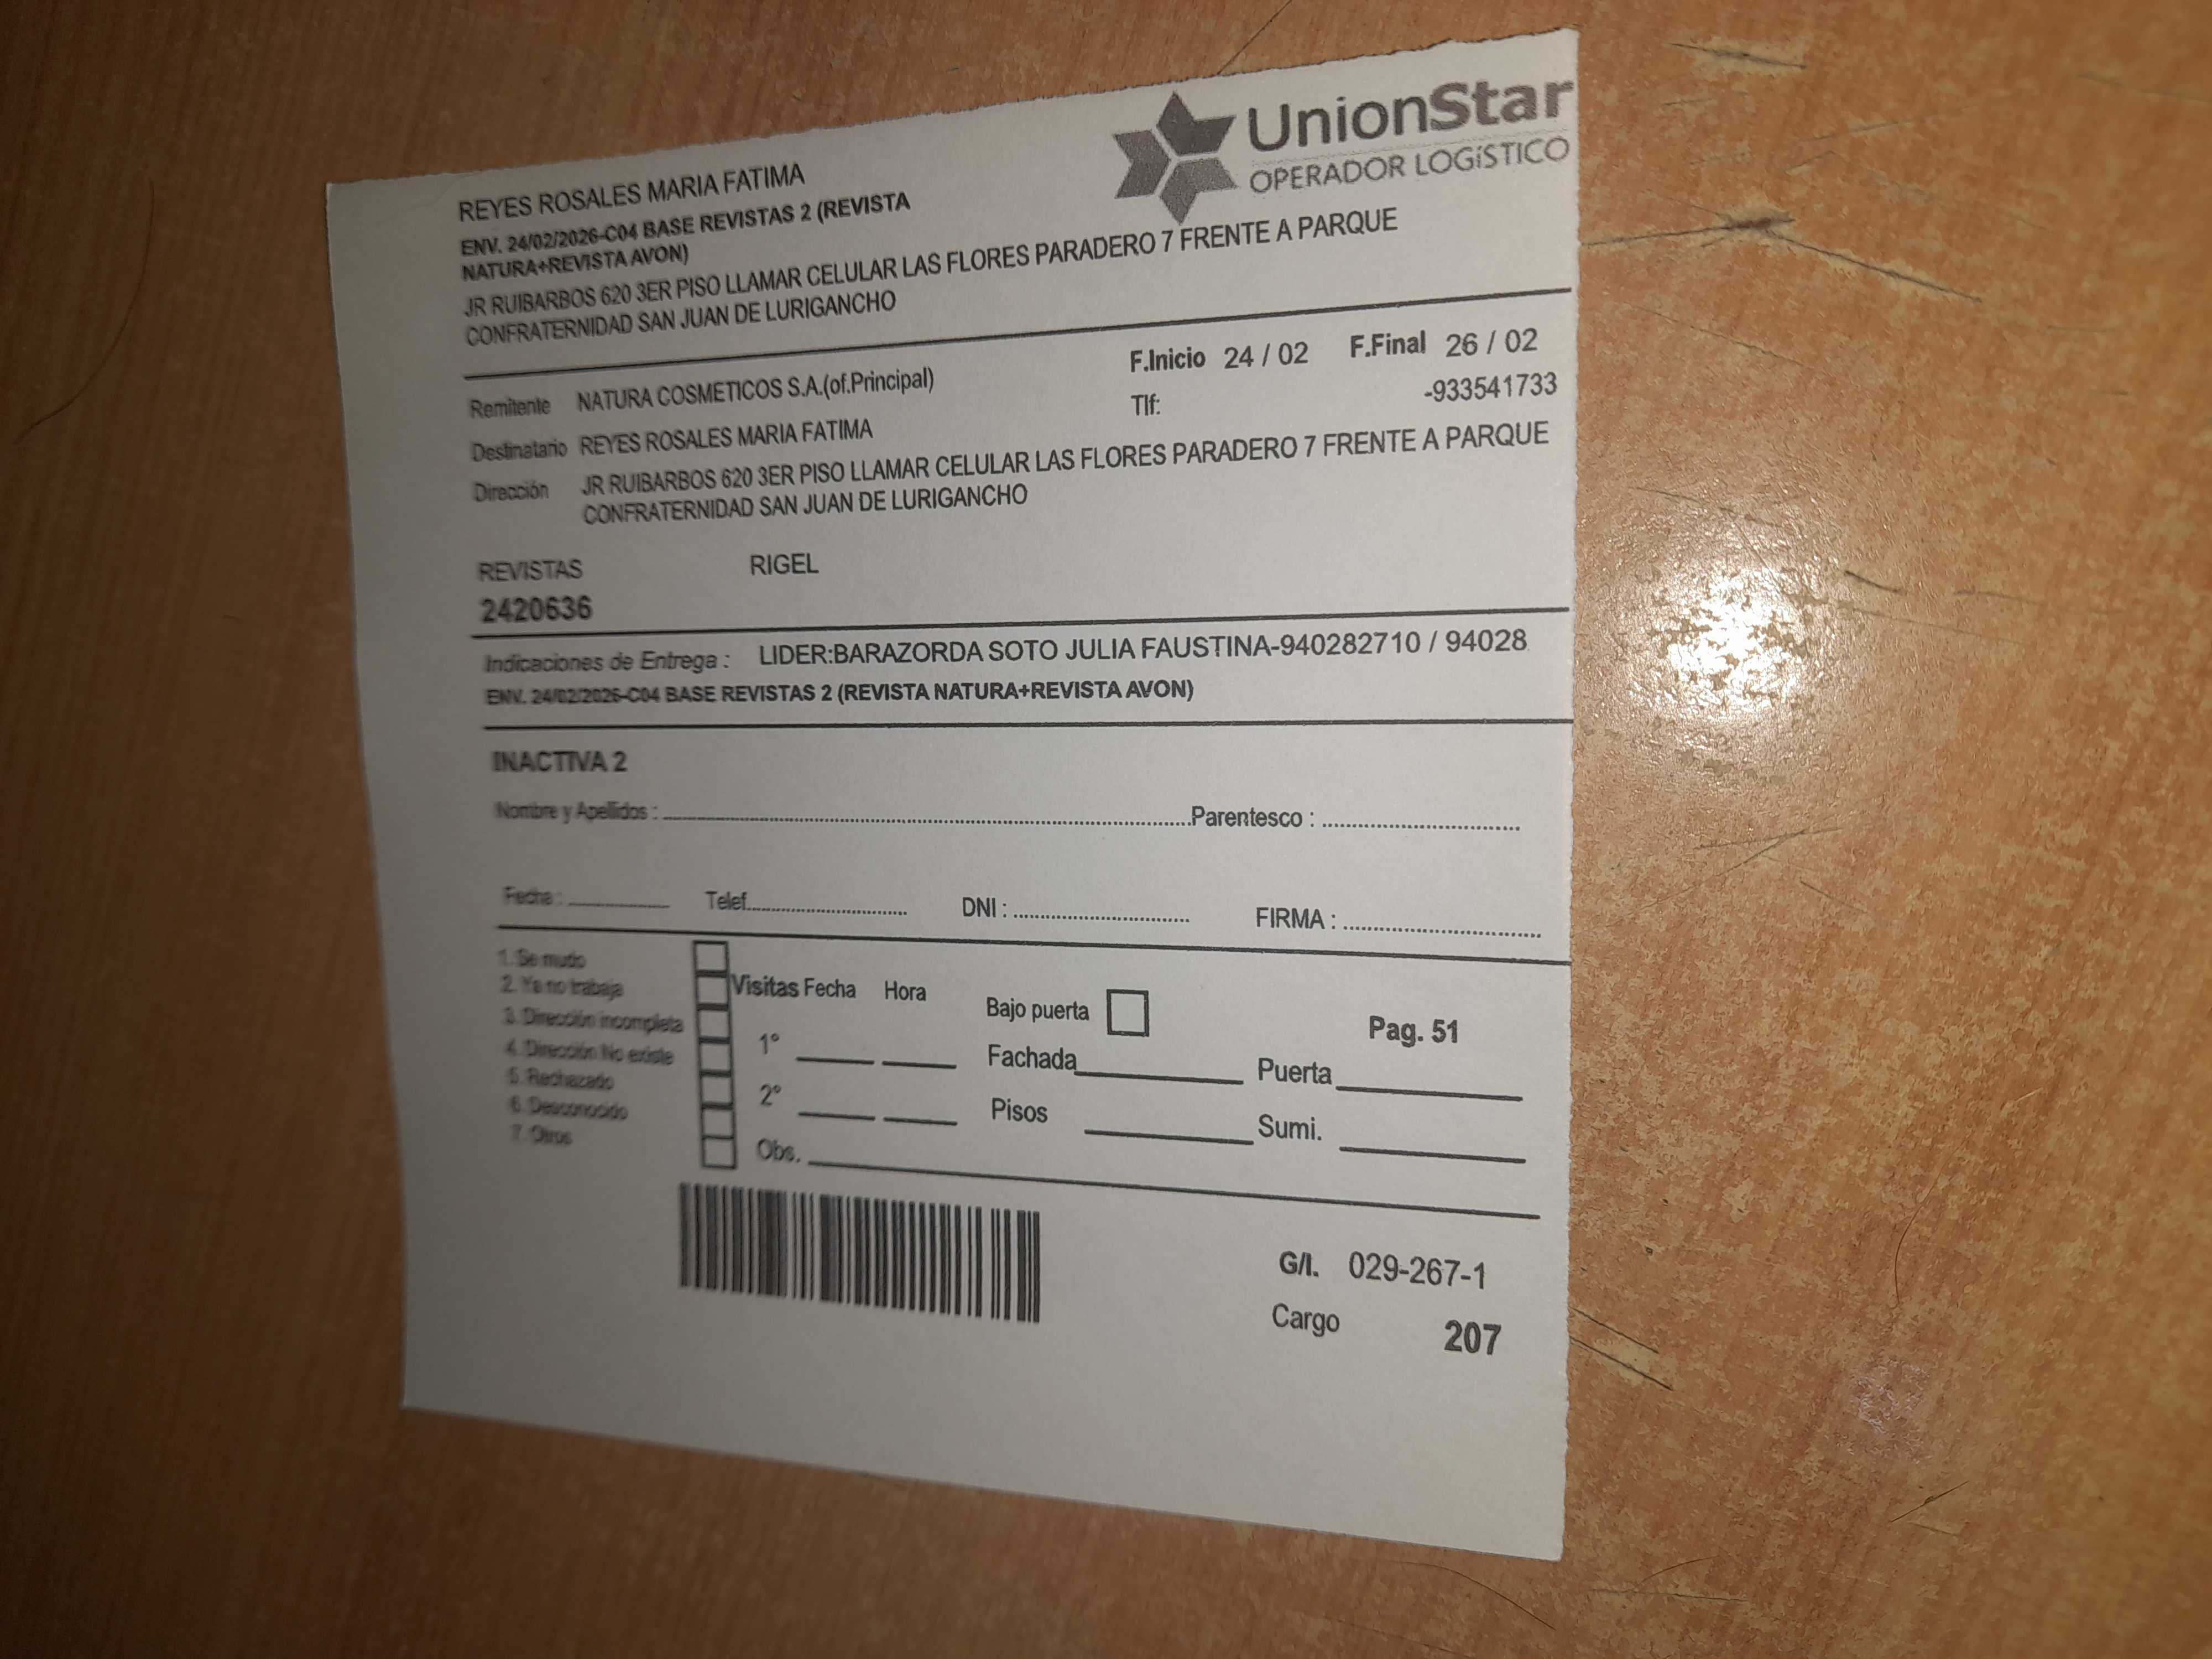 UnionStar
OPERADOR LOGÍSTICO
REYES ROSALES MARIA FATIMA
ENV. 24/02/2026-C04 BASE REVISTAS 2 (REVISTA
NATURA+REVISTA AVON)
JR RUIBARBOS 620 3ER PISO LLAMAR CELULAR LAS FLORES PARADERO 7 FRENTE A PARQUE
CONFRATERNIDAD SAN JUAN DE LURIGANCHO
F.Inicio 24 / 02 F.Final 26 / 02
Remitente NATURA COSMETICOS S.A.(of.Principal) Tlf: -933541733
Destinatario REYES ROSALES MARIA FATIMA
Dirección JR RUIBARBOS 620 3ER PISO LLAMAR CELULAR LAS FLORES PARADERO 7 FRENTE A PARQUE
CONFRATERNIDAD SAN JUAN DE LURIGANCHO
REVISTAS RIGEL
2420636
Indicaciones de Entrega : LIDER:BARAZORDA SOTO JULIA FAUSTINA-940282710 / 94028
ENV. 24/02/2026-C04 BASE REVISTAS 2 (REVISTA NATURA+REVISTA AVON)
INACTIVA 2
Nombre y Apellidos : Parentesco :
Fecha : Telef. DNI : FIRMA :
1. Se mudo
2. Ya no trabaja
3. Dirección incompleta
4. Dirección No existe
5. Rechazado
6. Desconocido
7. Otros
Visitas Fecha Hora
1°
2°
Obs.
Bajo puerta
Fachada
Pisos
Pag. 51
Puerta
Sumi.
G/I. 029-267-1
Cargo 207